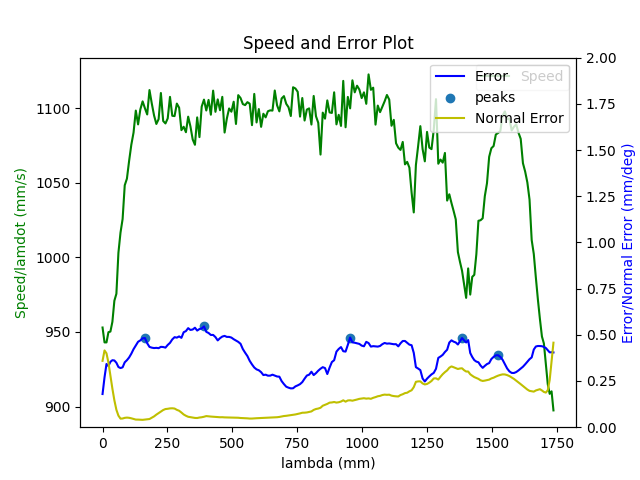 Speed and Error Plot
Speed
Error
peaks
Normal Error
Speed/lamdot (mm/s)
1100
1050
1000
950
900
2.00
1.75
1.50
1.25
1.00
0.75
0.50
0.25
0.00
Error/Normal Error (mm/deg)
0
250
500
750
1000
1250
1500
1750
lambda (mm)